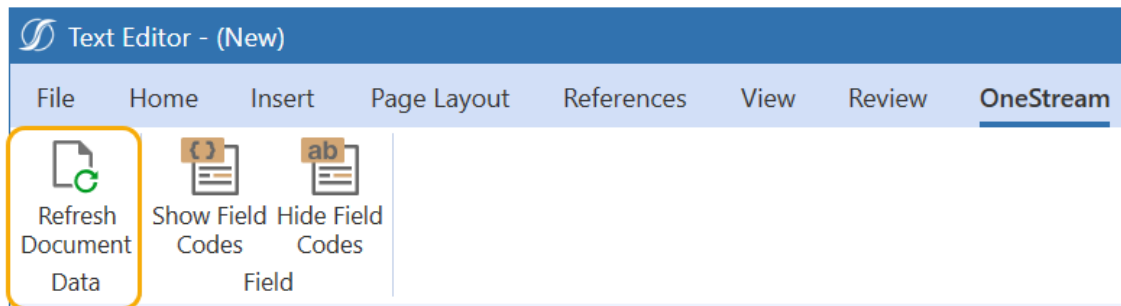 Text Editor - (New)
File Home Insert Page Layout References View Review OneStream
{ } ab
Refresh Show Field Hide Field
Document Codes Codes
Data Field